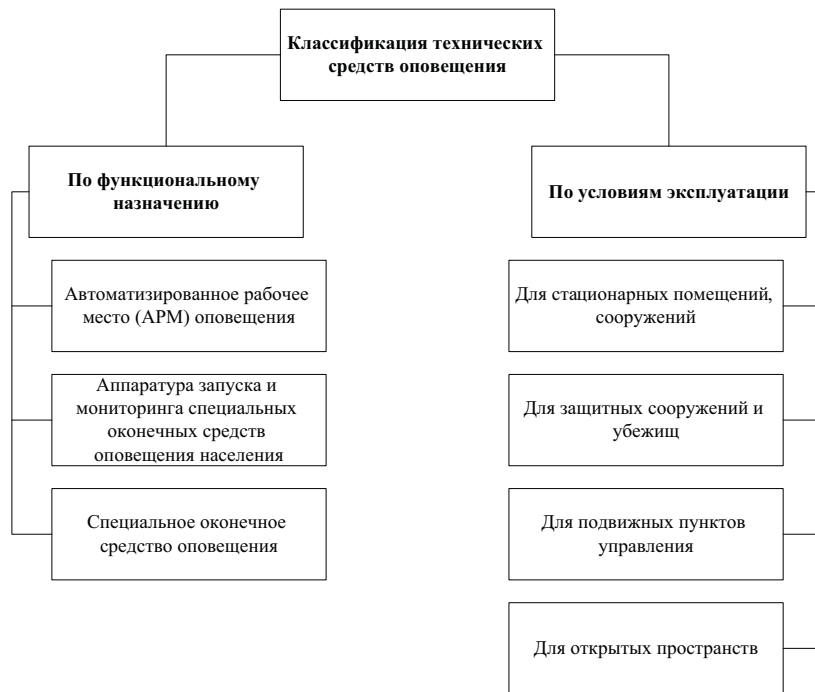 Классификация технических
средств оповещения
По функциональному
назначению
Автоматизированное рабочее
место (АРМ) оповещения
Аппаратура запуска и
мониторинга специальных
оконечных средств
оповещения населения
Специальное оконечное
средство оповещения
По условиям эксплуатации
Для стационарных помещений,
сооружений
Для защитных сооружений и
убежищ
Для подвижных пунктов
управления
Для открытых пространств